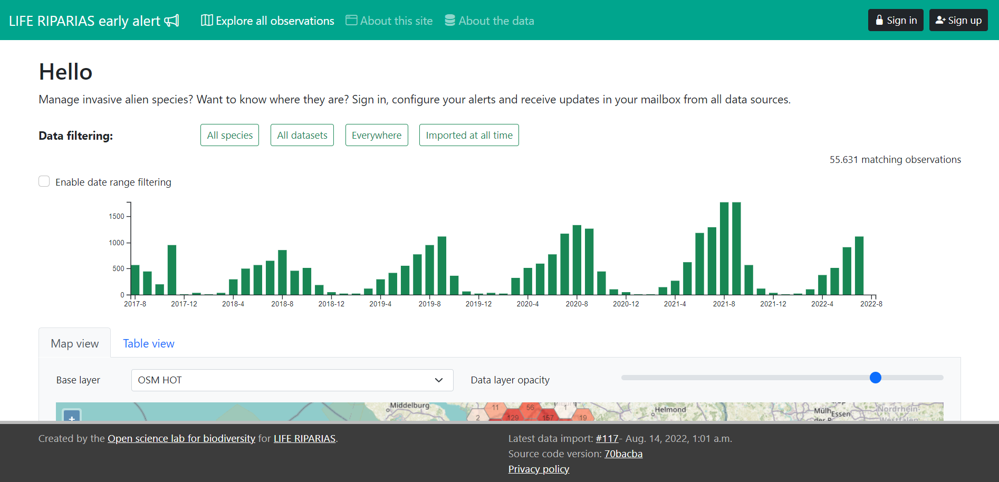 LIFE RIPARIAS early alert
Explore all observations
About this site
About the data
Sign in
Sign up
Hello
Manage invasive alien species? Want to know where they are? Sign in, configure your alerts and receive updates in your mailbox from all data sources.
Data filtering:
All species
All datasets
Everywhere
Imported at all time
55.631 matching observations
Enable date range filtering
1500
1000
500
0
2017-8 2017-12 2018-4 2018-8 2018-12 2019-4 2019-8 2019-12 2020-4 2020-8 2020-12 2021-4 2021-8 2021-12 2022-4 2022-8
Map view
Table view
Base layer
OSM HOT
Data layer opacity
+
Middelburg
11
56
1
2
129
157
19
Helmond
Mülh
Essen
der R
Nordrhein-
Westfalen
Created by the Open science lab for biodiversity for LIFE RIPARIAS.
Latest data import: #117- Aug. 14, 2022, 1:01 a.m.
Source code version: 70bacba
Privacy policy